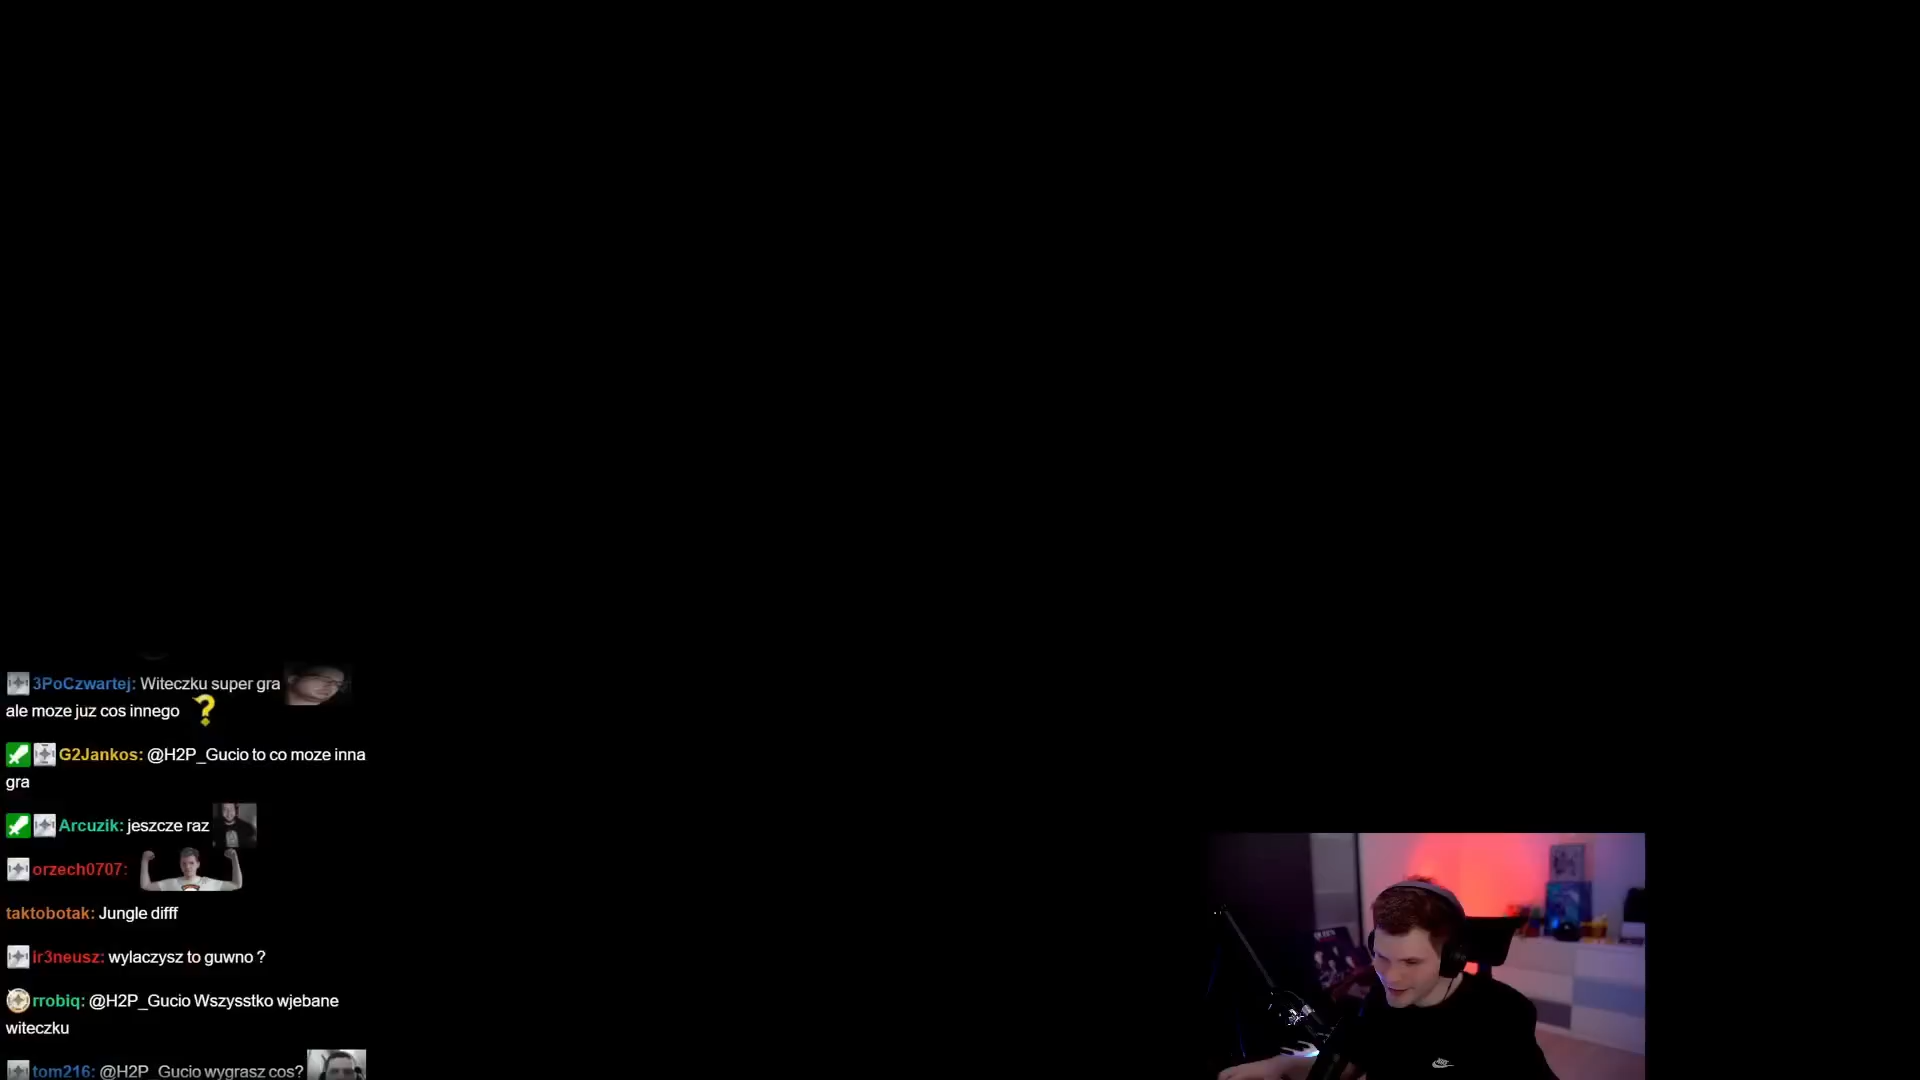 3PoCzwartej: Witeczku super gra
ale moze juz cos innego ?
G2Jankos: @H2P_Gucio to co moze inna
gra
Arcuzik: jeszcze raz
orzech0707:
taktobotak: Jungle difff
ir3neusz: wylaczysz to guwno ?
rrobiq: @H2P_Gucio Wszysstko wjebane
witeczku
tom216: @H2P_Gucio wygrasz cos?